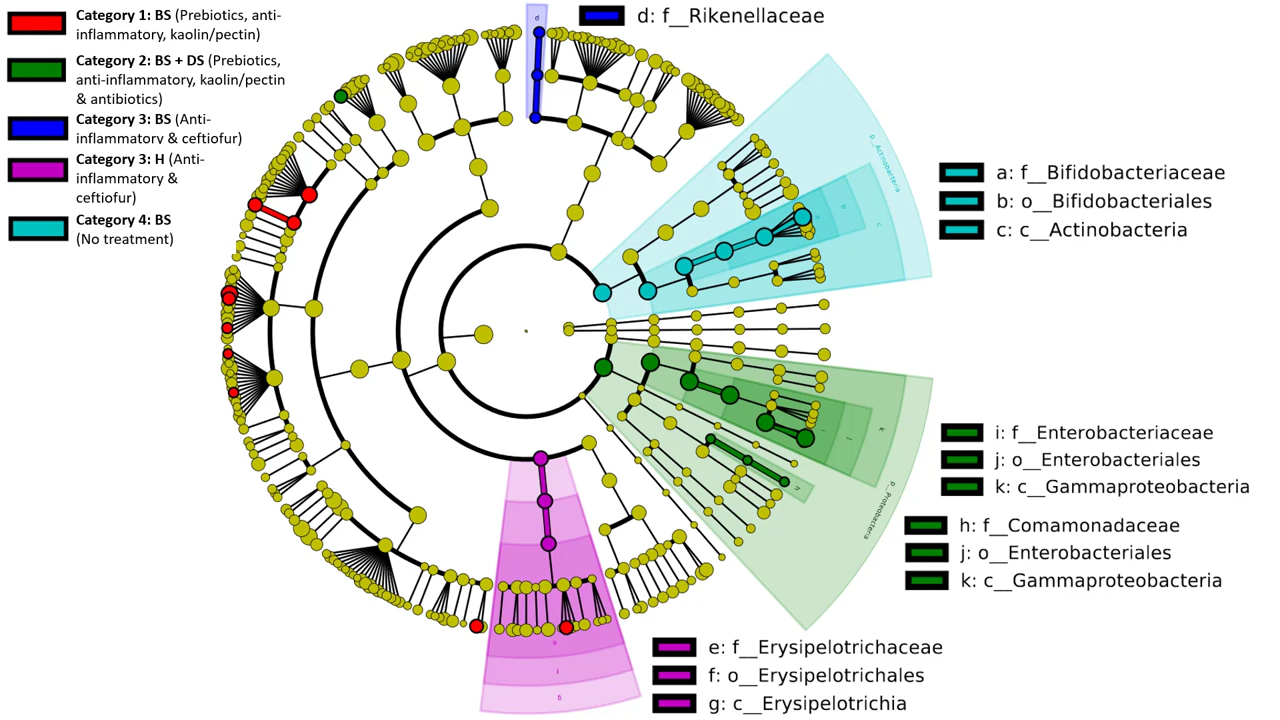 Category 1: BS (Prebiotics, anti-
inflammatory, kaolin/pectin)
Category 2: BS + DS (Prebiotics,
anti-inflammatory, kaolin/pectin
& antibiotics)
Category 3: BS (Anti-
inflammatory & ceftiofur)
Category 3: H (Anti-
inflammatory &
ceftiofur)
Category 4: BS
(No treatment)
d
d: f__Rikenellaceae
p__Actinobacteria
b
c
a: f__Bifidobacteriaceae
b: o__Bifidobacteriales
c: c__Actinobacteria
i
j
k
h
p__Proteobacteria
i: f__Enterobacteriaceae
j: o__Enterobacteriales
k: c__Gammaproteobacteria
h: f__Comamonadaceae
j: o__Enterobacteriales
k: c__Gammaproteobacteria
e
f
g
e: f__Erysipelotrichaceae
f: o__Erysipelotrichales
g: c__Erysipelotrichia